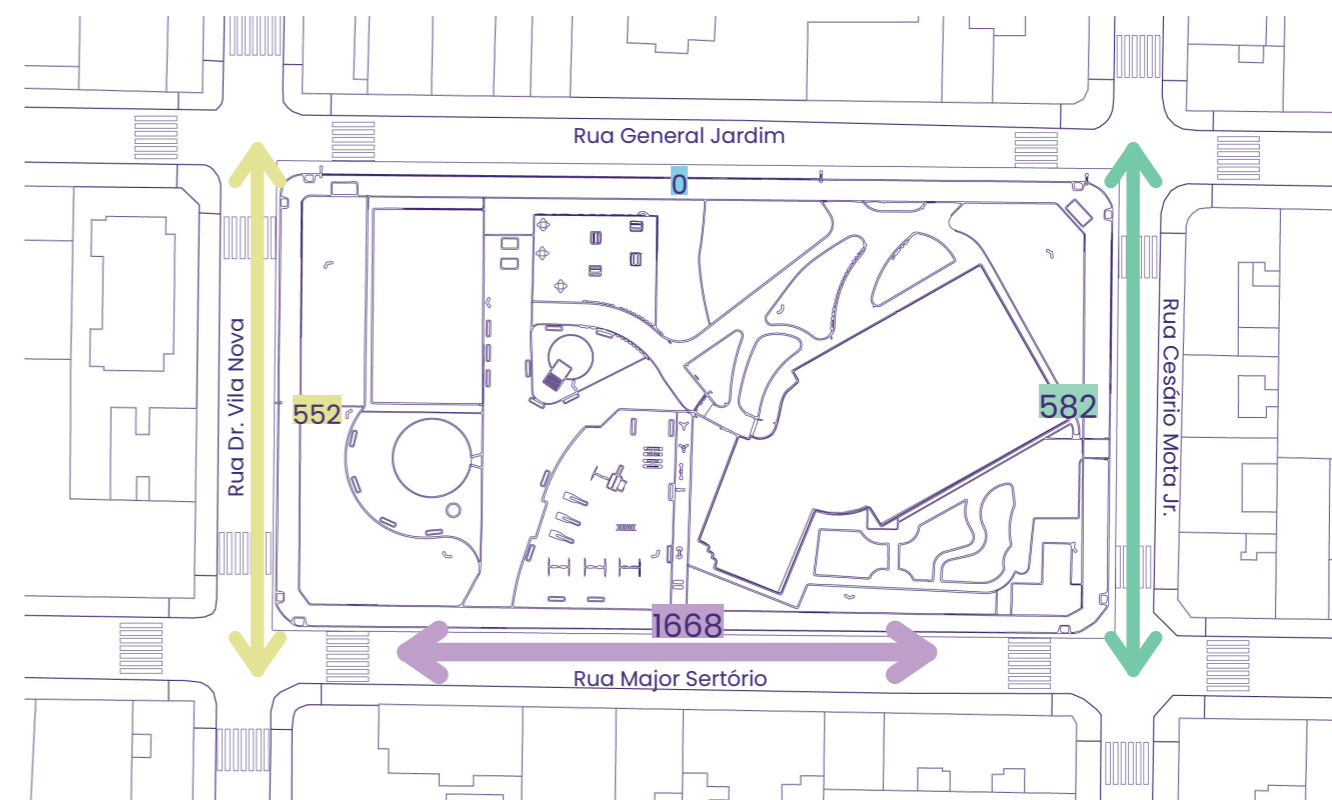 Rua General Jardim
0
Rua Dr. Vila Nova
552
582
Rua Cesário Mota Jr.
1668
Rua Major Sertório